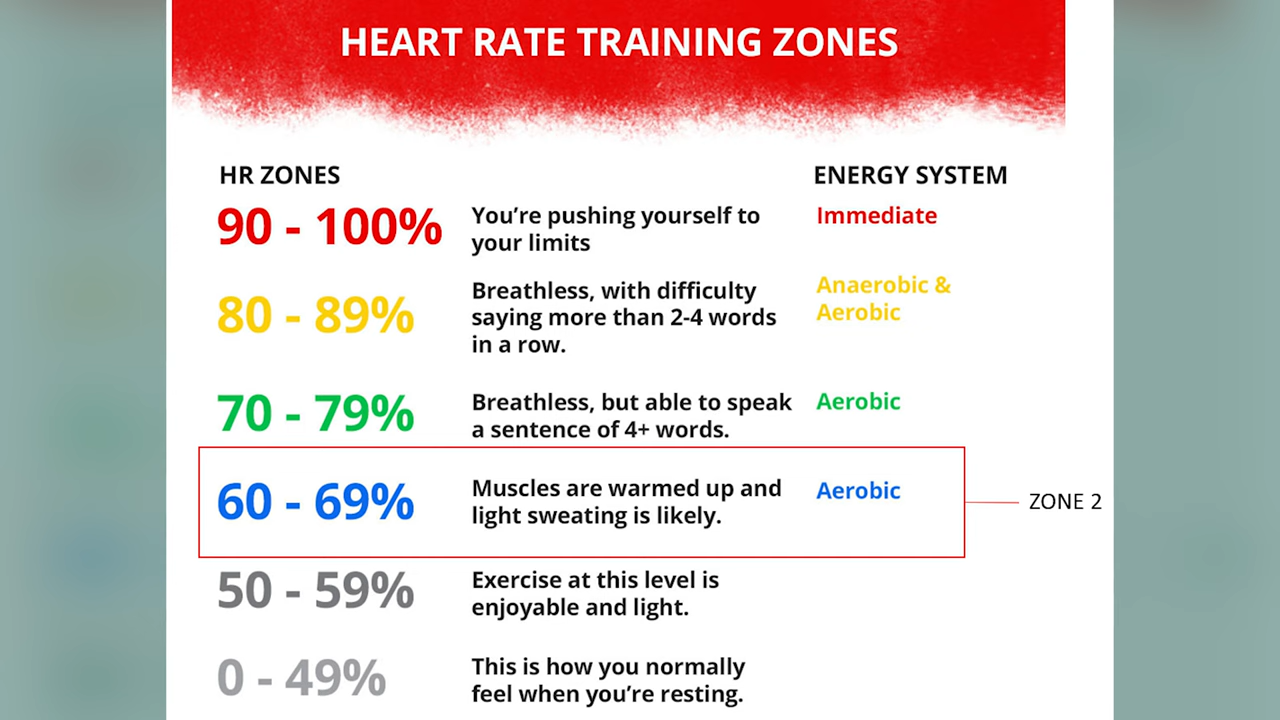 HEART RATE TRAINING ZONES
HR ZONES
ENERGY SYSTEM
90 - 100%
You’re pushing yourself to
your limits
Immediate
80 - 89%
Breathless, with difficulty
saying more than 2-4 words
in a row.
Anaerobic &
Aerobic
70 - 79%
Breathless, but able to speak
a sentence of 4+ words.
Aerobic
60 - 69%
Muscles are warmed up and
light sweating is likely.
Aerobic
ZONE 2
50 - 59%
Exercise at this level is
enjoyable and light.
0 - 49%
This is how you normally
feel when you’re resting.